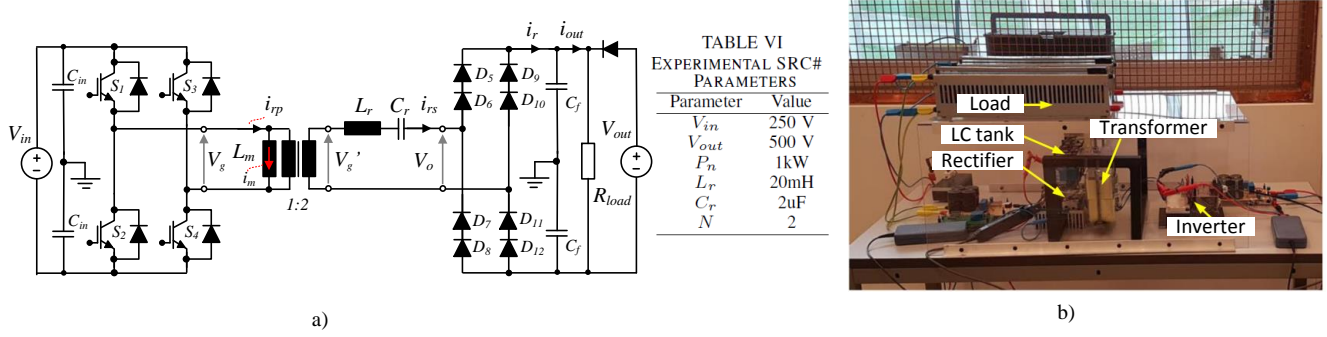 V_in
C_in
C_in
S_1
S_3
S_2
S_4
i_rp
V_g
L_m
i_m
1:2
V_g'
L_r
C_r
i_rs
V_o
i_r
i_out
D_5
D_6
D_9
D_10
D_7
D_8
D_11
D_12
C_f
C_f
R_load
V_out
a)
TABLE VI
EXPERIMENTAL SRC#
PARAMETERS
Parameter Value
V_in 250 V
V_out 500 V
P_n 1kW
L_r 20mH
C_r 2uF
N 2
Load
LC tank
Transformer
Rectifier
Inverter
b)